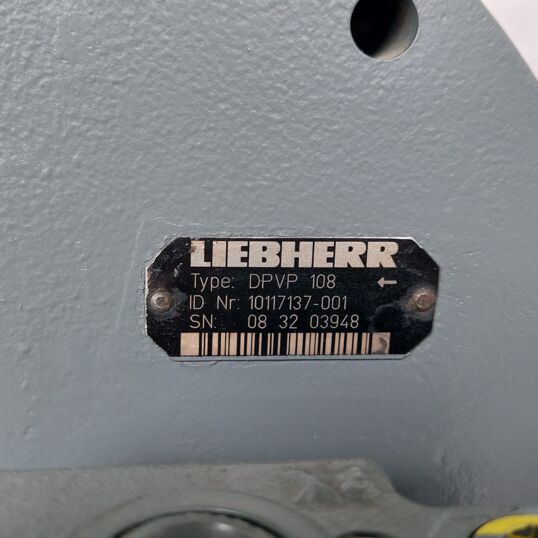 LIEBHERR
Type: DPVP 108 ←
ID Nr: 10117137-001
SN: 08 32 03948